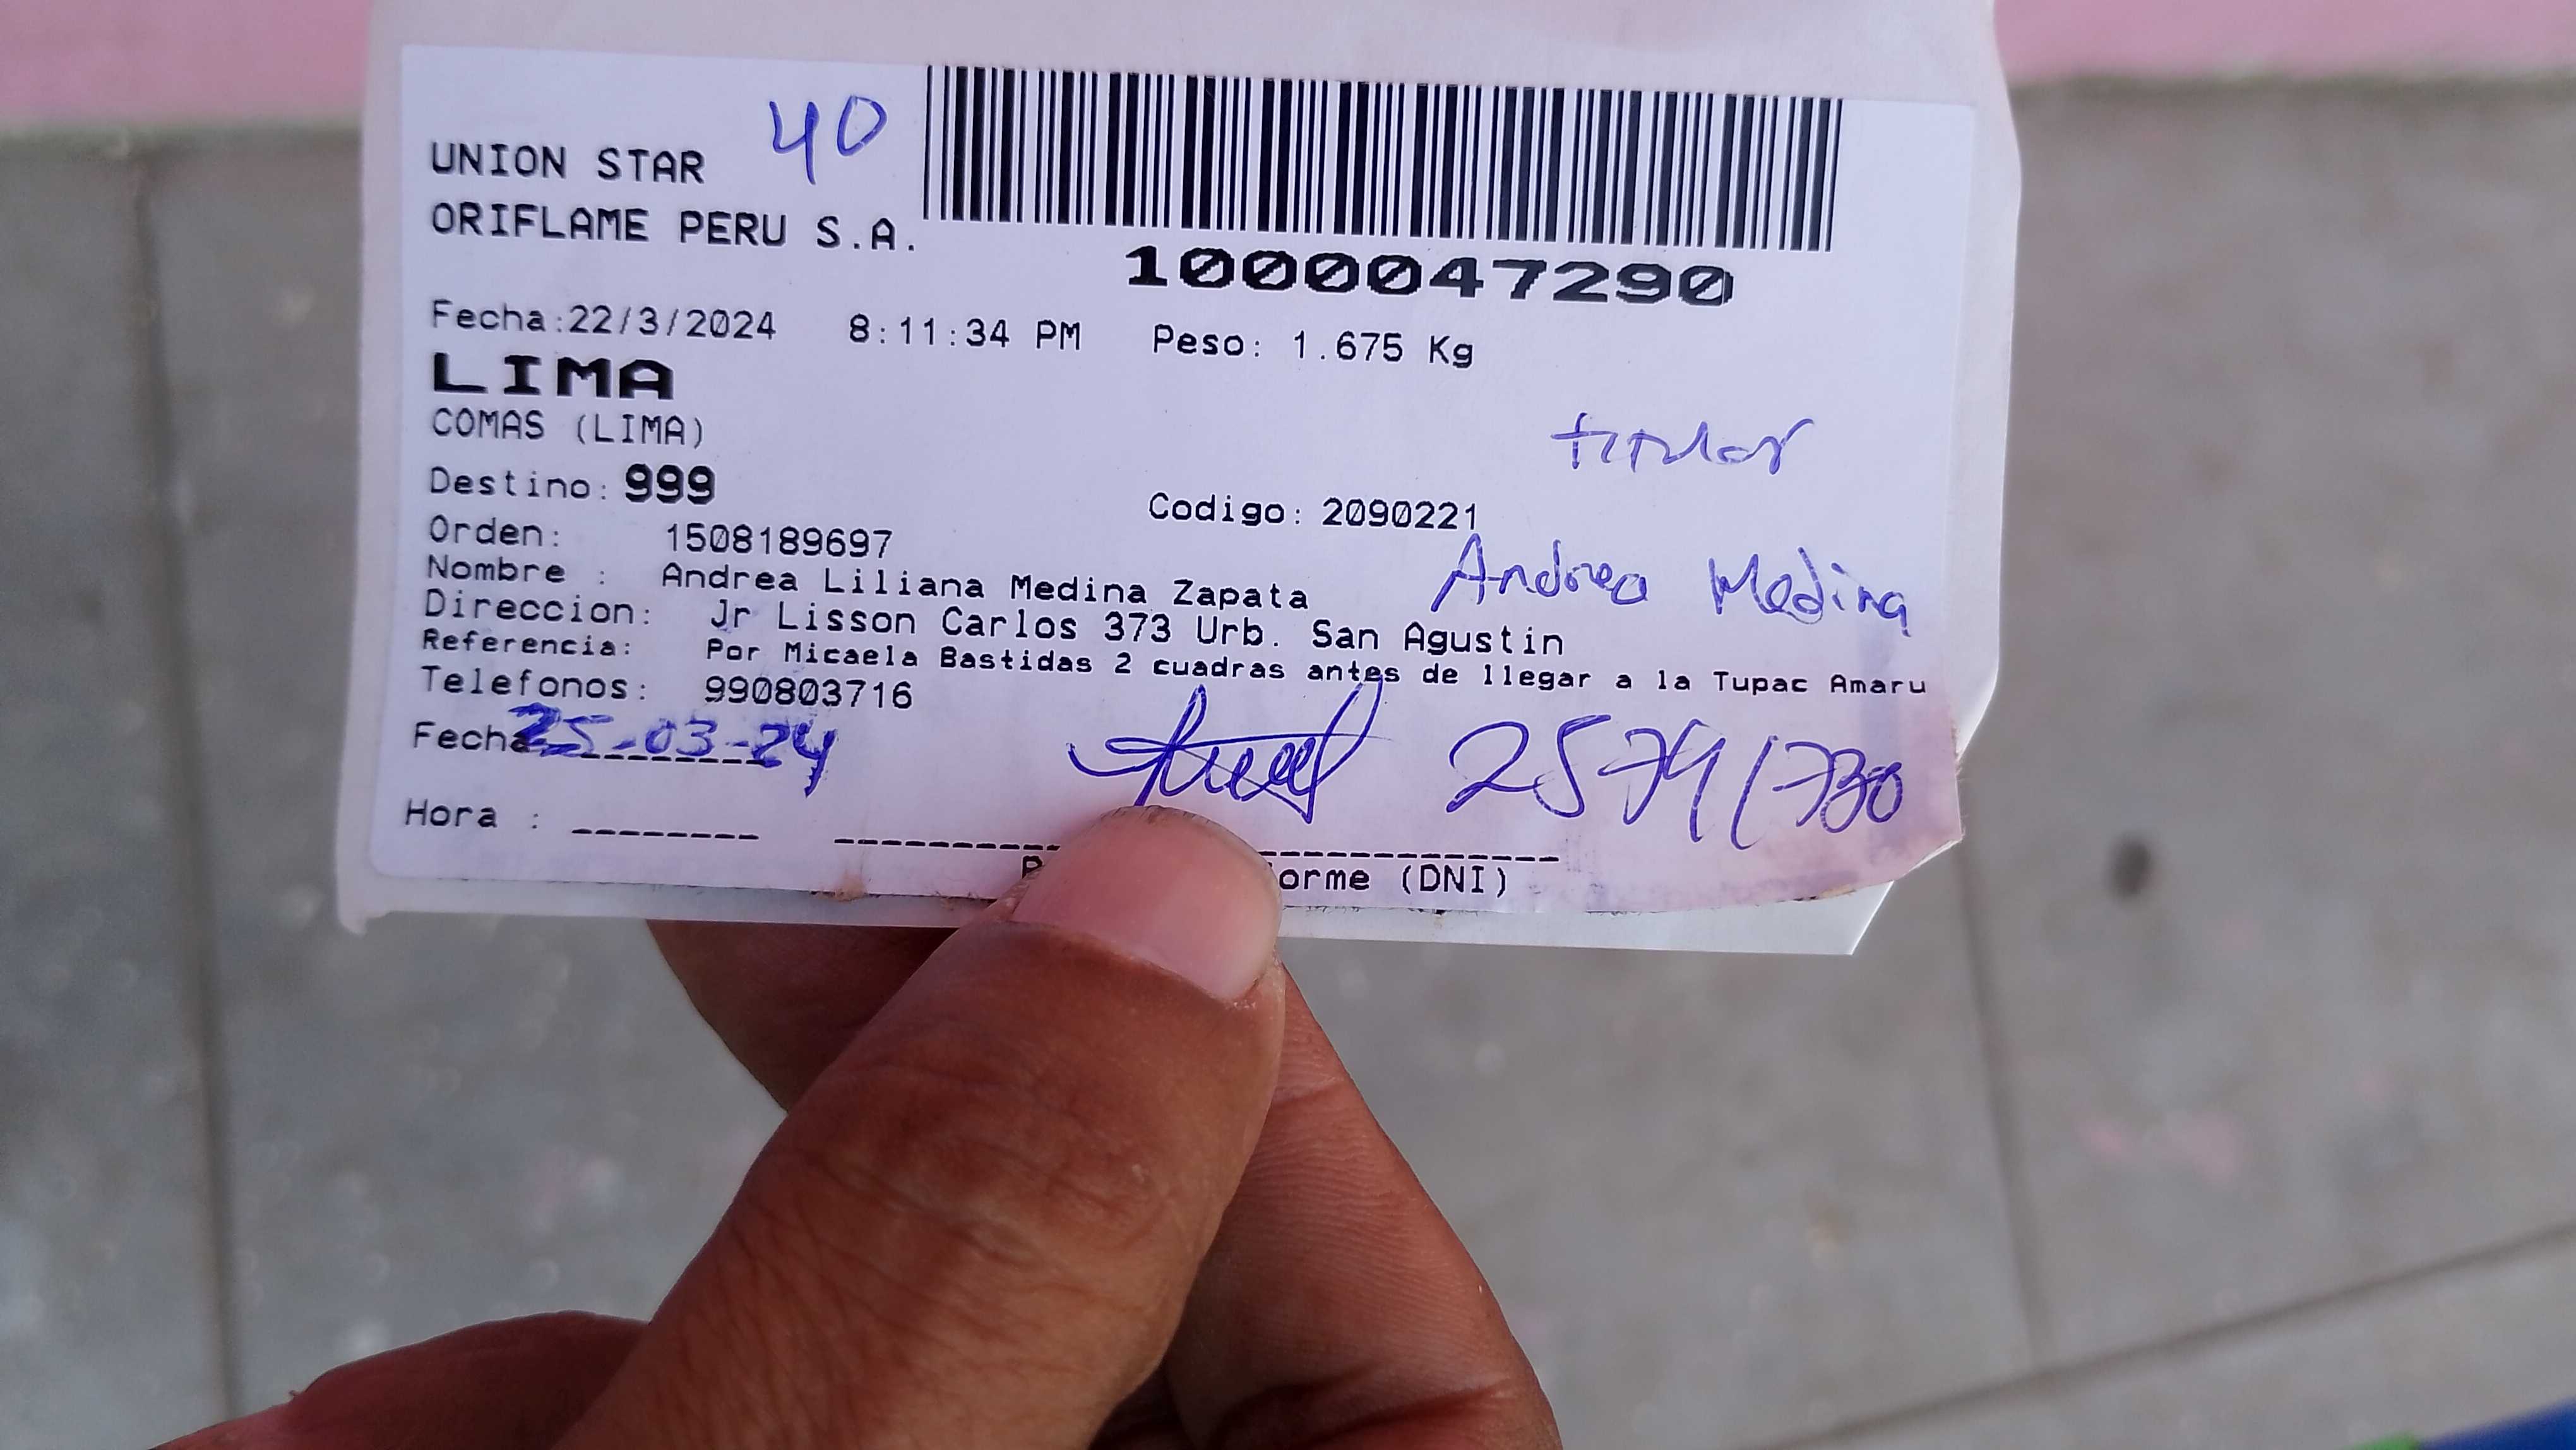 UNION STAR 40
ORIFLAME PERU S.A.
1000047290
Fecha:22/3/2024 8:11:34 PM Peso: 1.675 Kg
LIMA
COMAS (LIMA)
titular
Destino: 999
Codigo: 2090221
Orden: 1508189697
Nombre : Andrea Liliana Medina Zapata
Andrea Medina
Direccion: Jr Lisson Carlos 373 Urb. San Agustin
Referencia: Por Micaela Bastidas 2 cuadras antes de llegar a la Tupac Amaru
Telefonos: 990803716
Fecha 25-03-24
Hora :
orme (DNI)